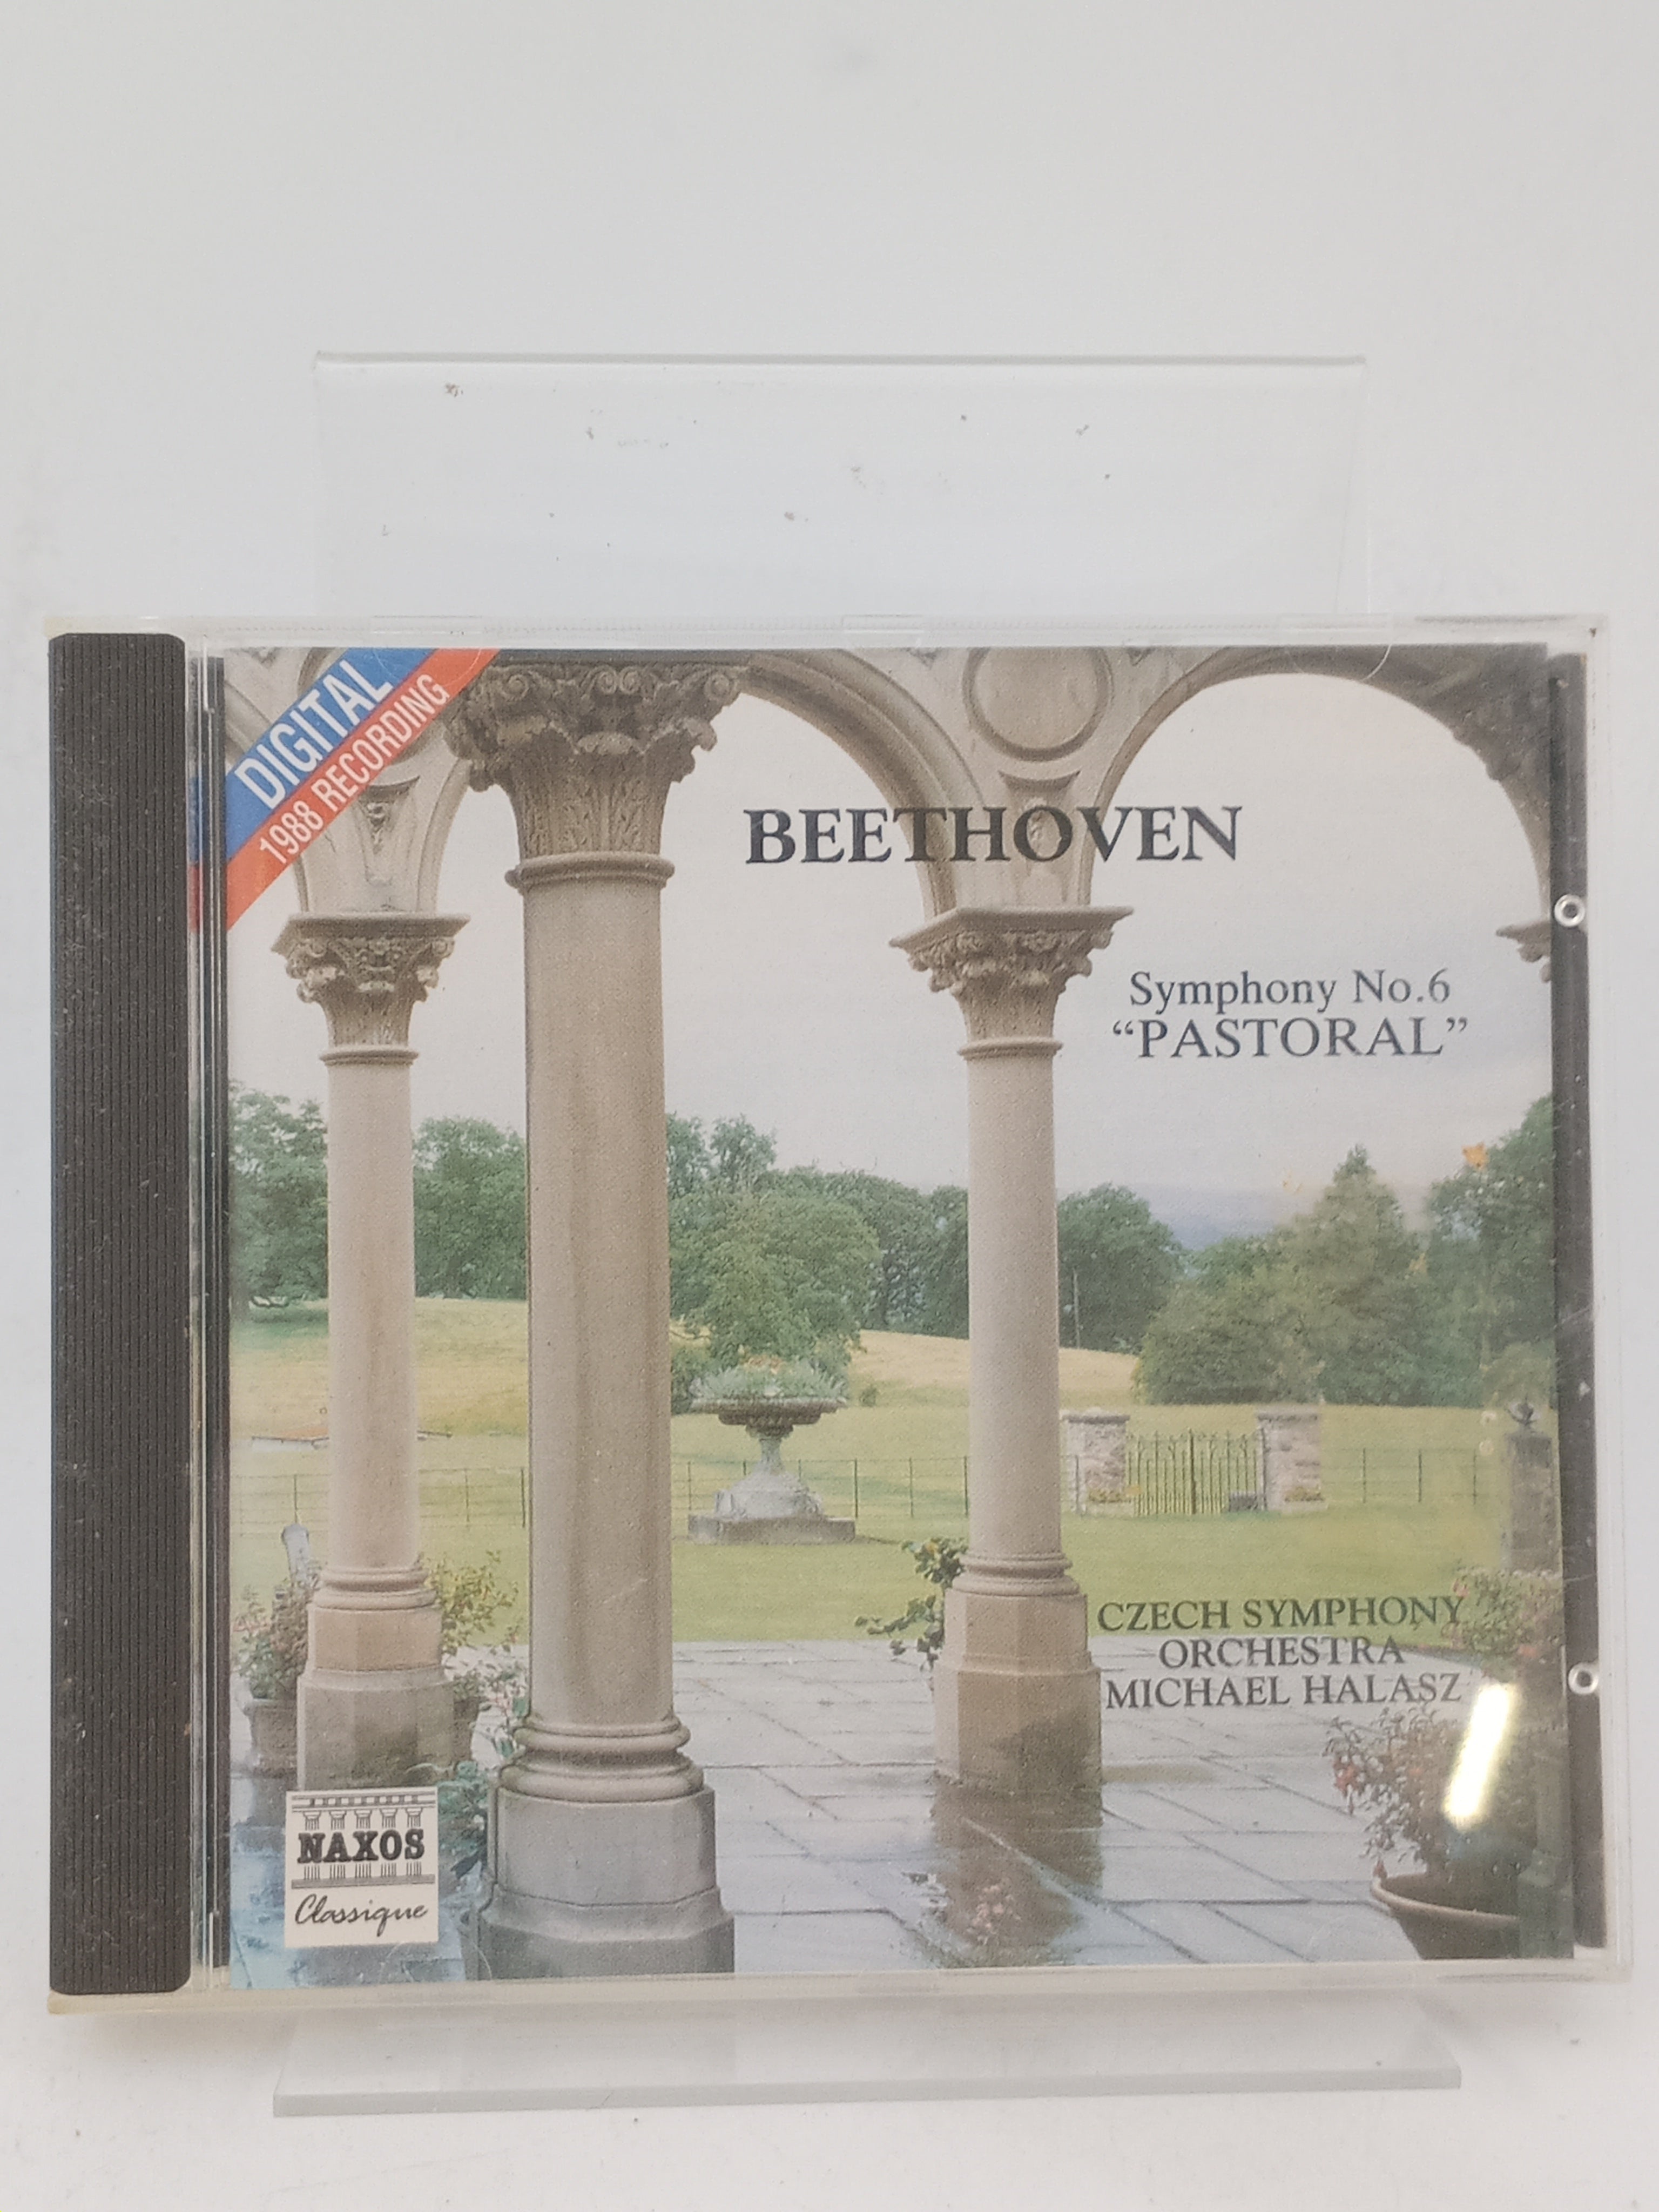 DIGITAL
1988 RECORDING
BEETHOVEN
Symphony No.6
“PASTORAL”
CZECH SYMPHONY
ORCHESTRA
MICHAEL HALASZ
NAXOS
Classique